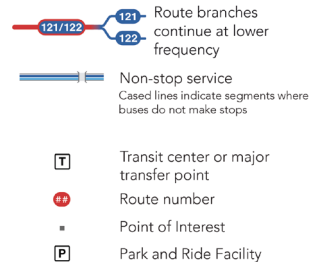 121/122
121
122
Route branches
continue at lower
frequency
Non-stop service
Cased lines indicate segments where
buses do not make stops
T
Transit center or major
transfer point
##
Route number
Point of Interest
P
Park and Ride Facility